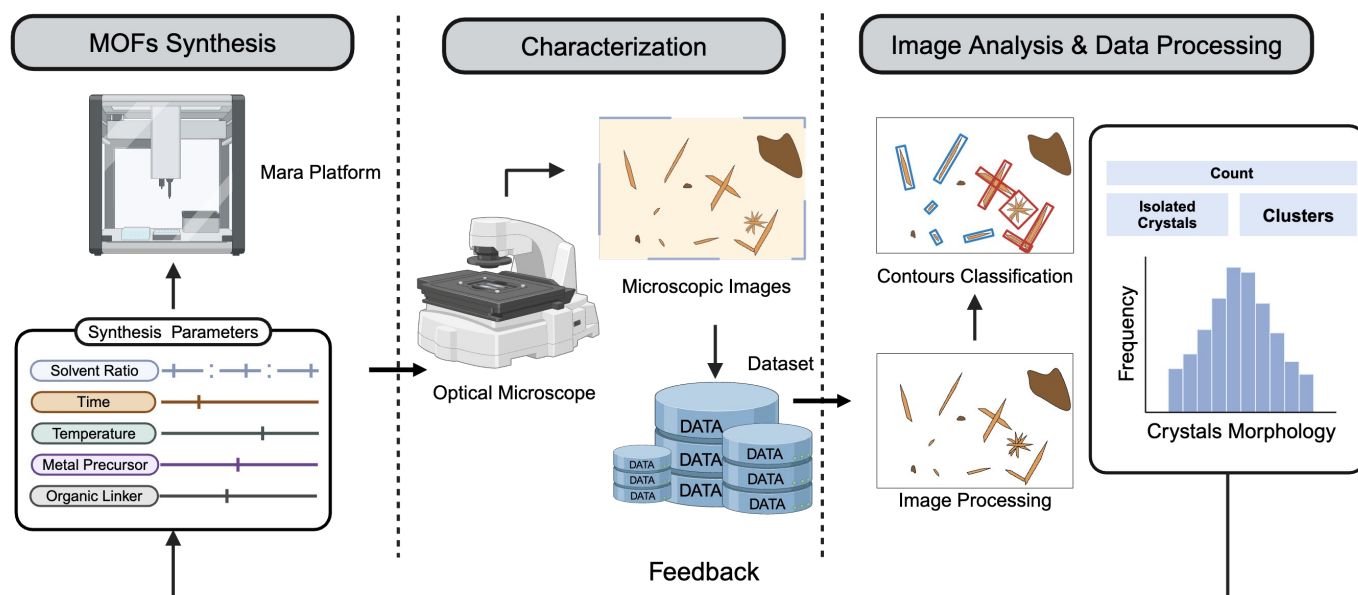 MOFs Synthesis
Mara Platform
Synthesis Parameters
Solvent Ratio
: :
Time
Temperature
Metal Precursor
Organic Linker
Characterization
Microscopic Images
Optical Microscope
Dataset
DATA
DATA
DATA
DATA
DATA
DATA
DATA
DATA
DATA
Feedback
Image Analysis & Data Processing
Contours Classification
Image Processing
Count
Isolated
Crystals
Clusters
Frequency
Crystals Morphology